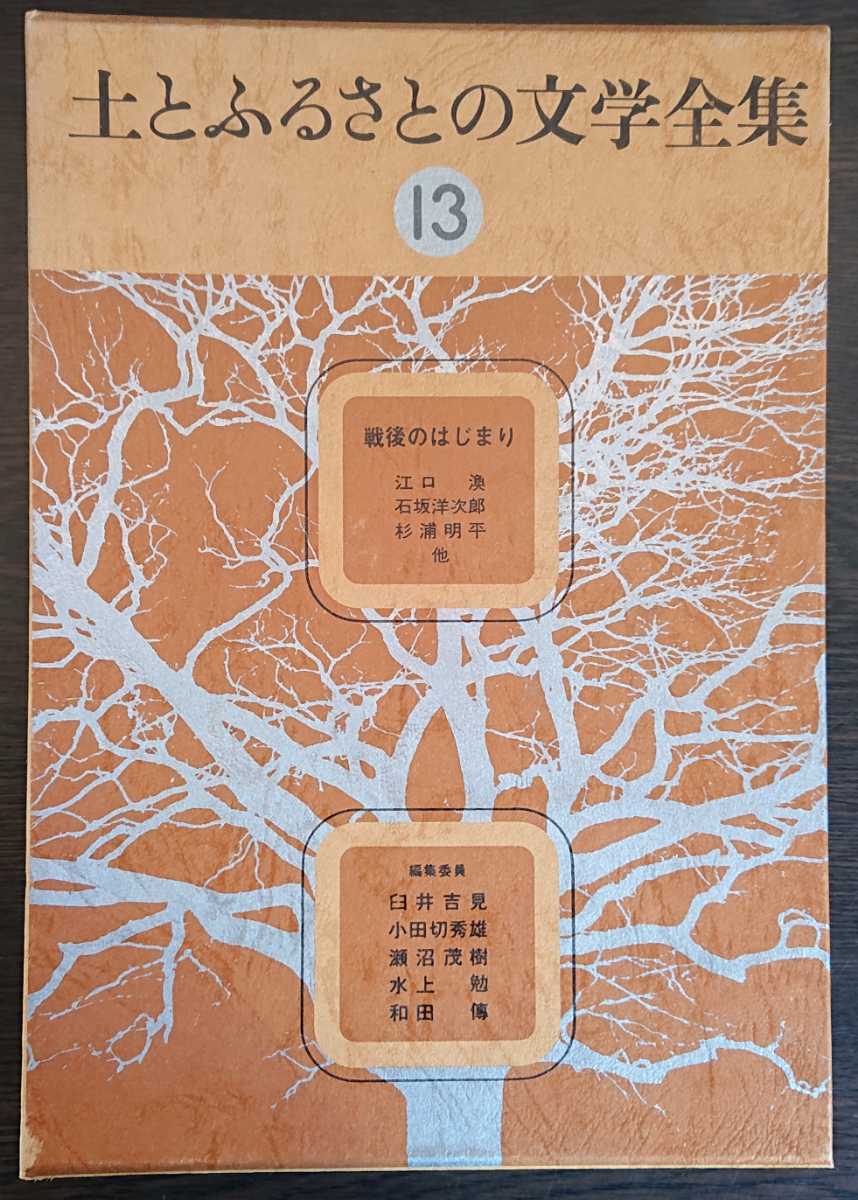 土とふるさとの文学全集
13
戦後のはじまり
江口 渙
石坂洋次郎
杉浦明平
他
編集委員
臼井吉見
小田切秀雄
瀬沼茂樹
水上 勉
和田 傳